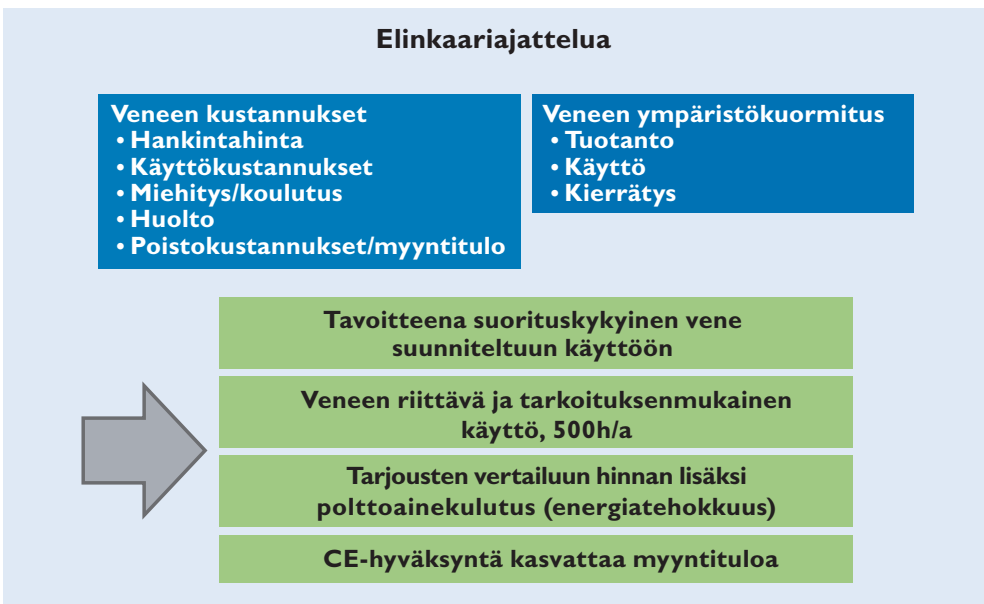 Elinkaariajattelua
Veneen kustannukset
• Hankintahinta
• Käyttökustannukset
• Miehitys/koulutus
• Huolto
• Poistokustannukset/myyntitulo
Veneen ympäristökuormitus
• Tuotanto
• Käyttö
• Kierrätys
Tavoitteena suorituskykyinen vene
suunniteltuun käyttöön
Veneen riittävä ja tarkoituksenmukainen
käyttö, 500h/a
Tarjousten vertailuun hinnan lisäksi
polttoainekulutus (energiatehokkuus)
CE-hyväksyntä kasvattaa myyntituloa